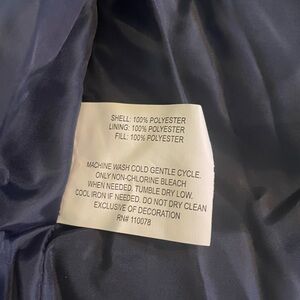 SHELL: 100% POLYESTER
LINING: 100% POLYESTER
FILL: 100% POLYESTER
MACHINE WASH COLD GENTLE CYCLE.
ONLY NON-CHLORINE BLEACH
WHEN NEEDED. TUMBLE DRY LOW.
COOL IRON IF NEEDED. DO NOT DRY CLEAN
EXCLUSIVE OF DECORATION
RN# 110078